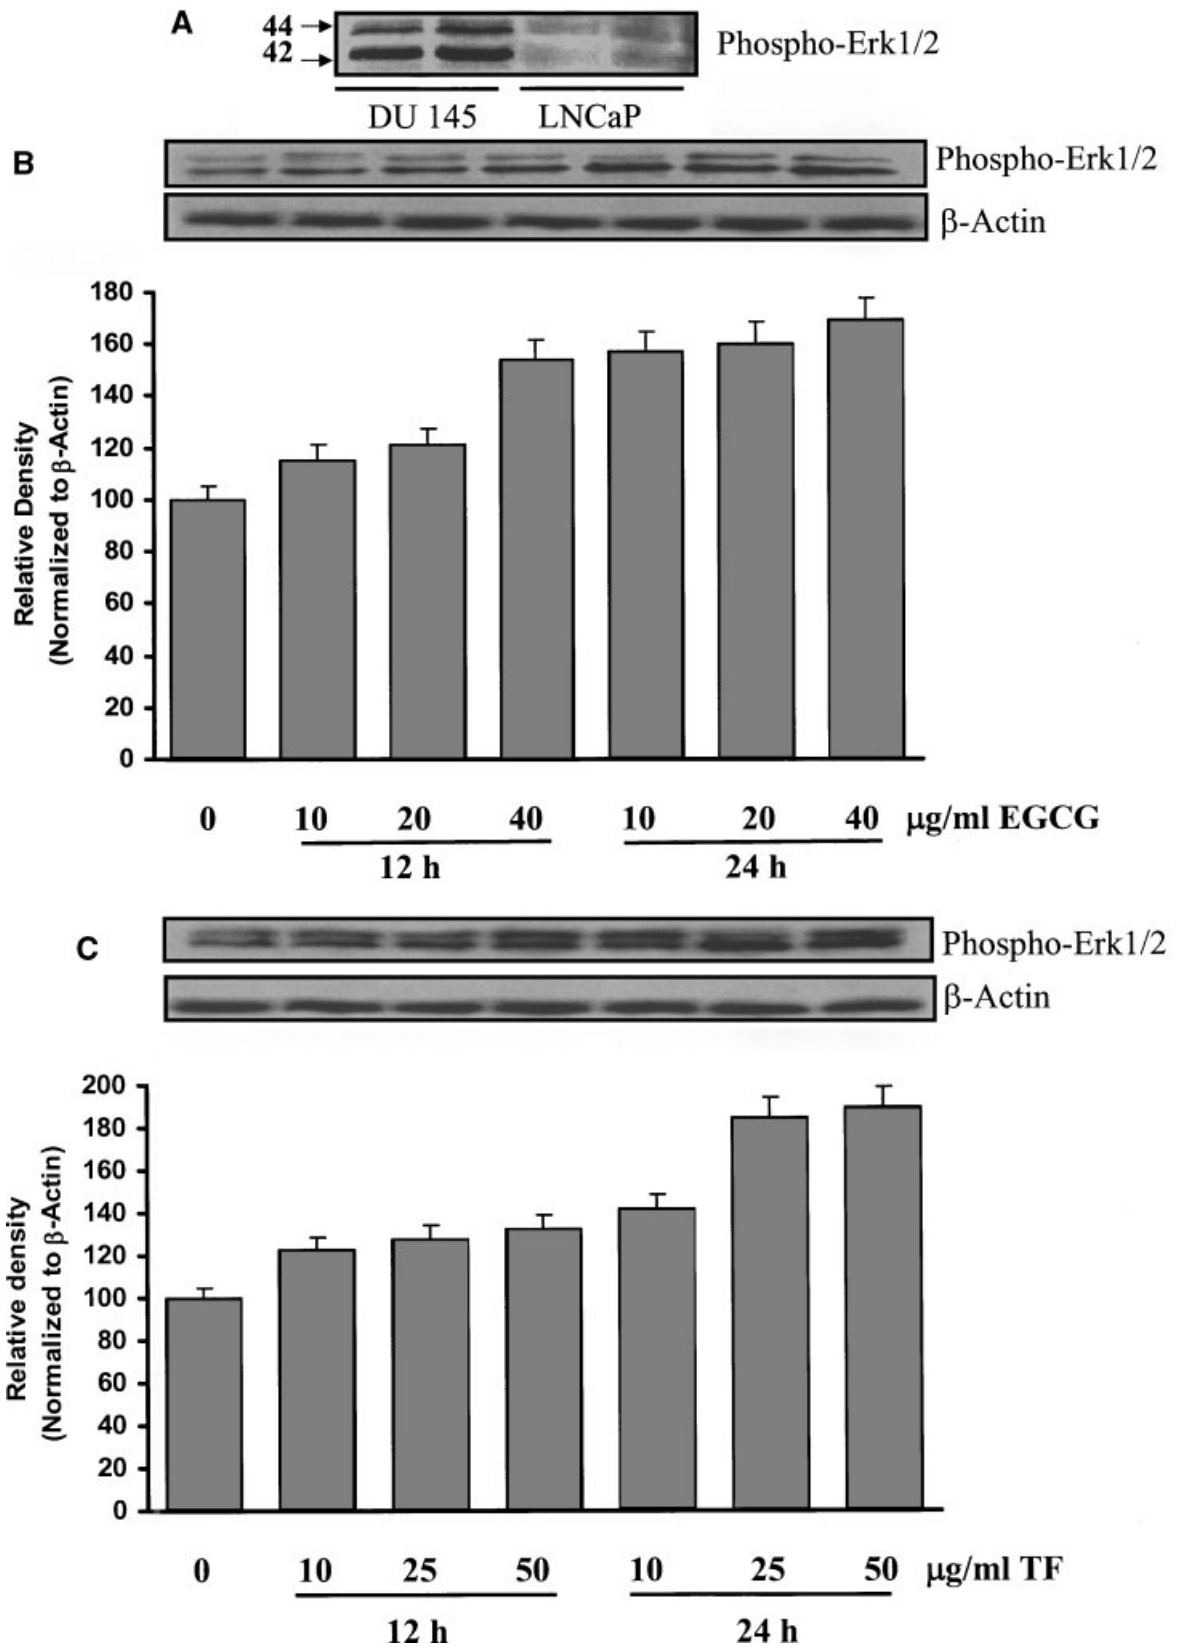 A
44
42
Phospho-Erk1/2
DU 145 LNCaP
B
Phospho-Erk1/2
β-Actin
180
160
140
120
100
80
60
40
20
0
Relative Density
(Normalized to β-Actin)
0 10 20 40 10 20 40 μg/ml EGCG
12 h 24 h
C
Phospho-Erk1/2
β-Actin
200
180
160
140
120
100
80
60
40
20
0
Relative density
(Normalized to β-Actin)
0 10 25 50 10 25 50 μg/ml TF
12 h 24 h